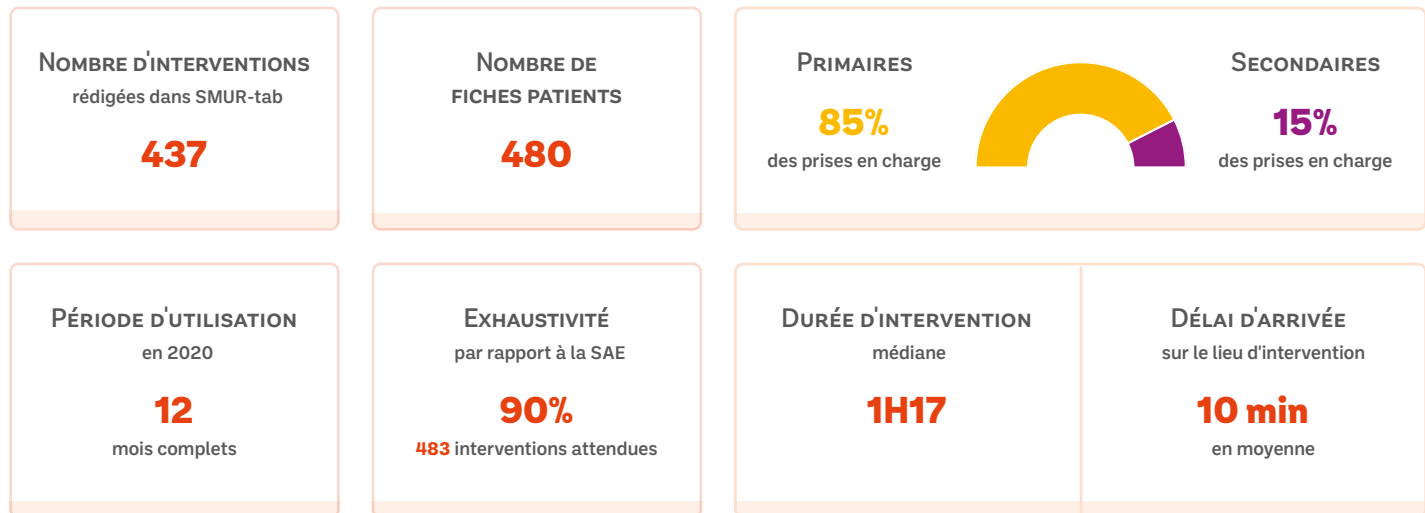 Nombre d'interventions
rédigées dans SMUR-tab
437
Nombre de
fiches patients
480
Primaires
85%
des prises en charge
Secondaires
15%
des prises en charge
Période d'utilisation
en 2020
12
mois complets
Exhaustivité
par rapport à la SAE
90%
483 interventions attendues
Durée d'intervention
médiane
1H17
Délai d'arrivée
sur le lieu d'intervention
10 min
en moyenne